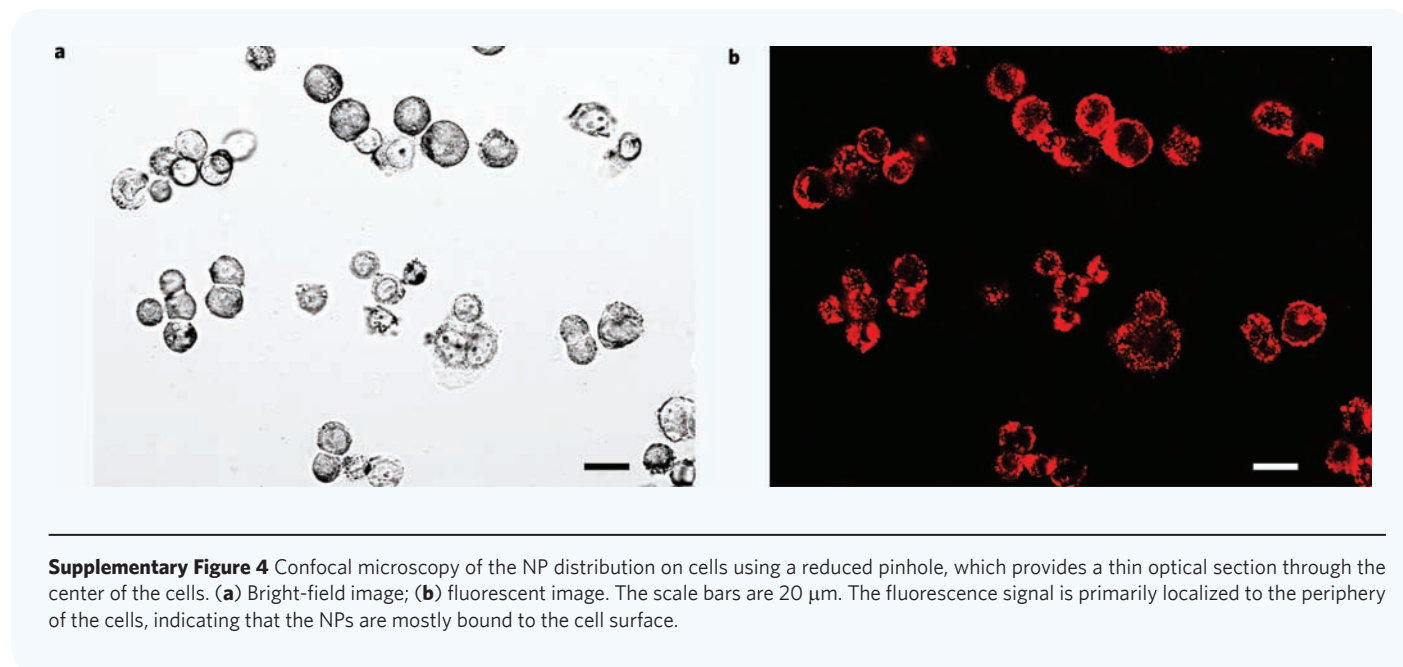 a
b
Supplementary Figure 4 Confocal microscopy of the NP distribution on cells using a reduced pinhole, which provides a thin optical section through the
center of the cells. (a) Bright-field image; (b) fluorescent image. The scale bars are 20 μm. The fluorescence signal is primarily localized to the periphery
of the cells, indicating that the NPs are mostly bound to the cell surface.